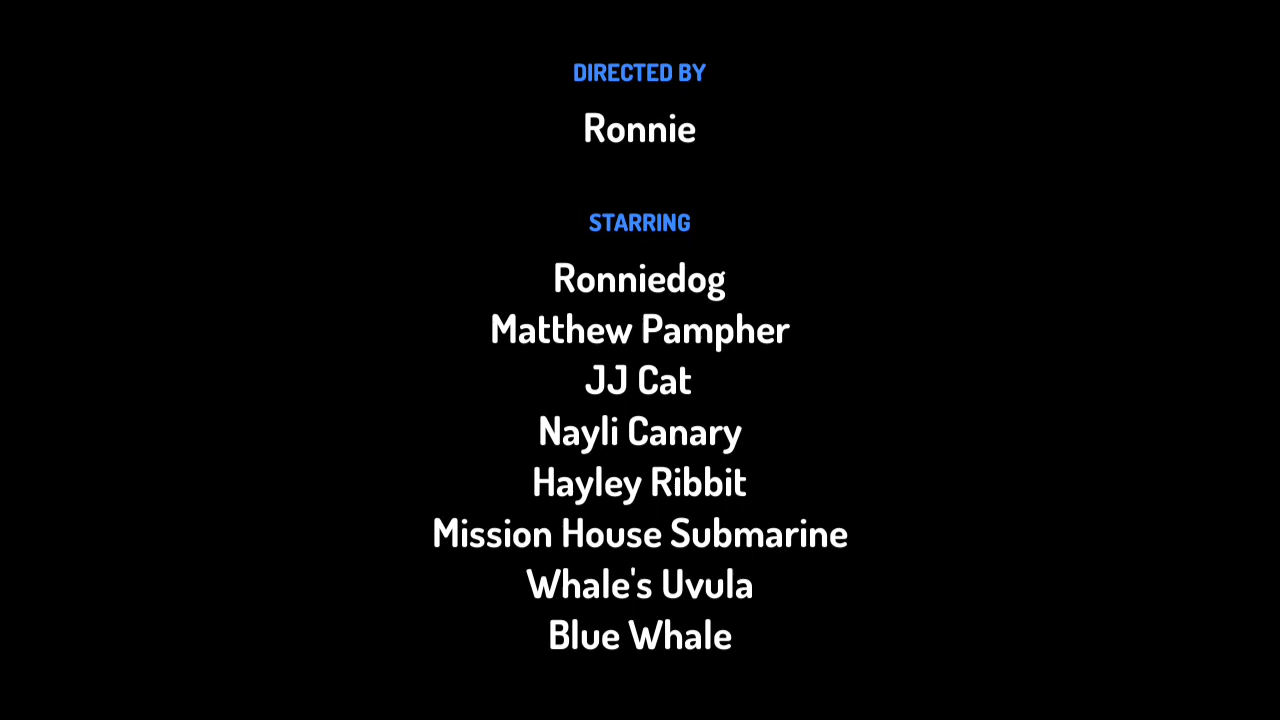 DIRECTED BY
Ronnie
STARRING
Ronniedog
Matthew Pampher
JJ Cat
Nayli Canary
Hayley Ribbit
Mission House Submarine
Whale's Uvula
Blue Whale